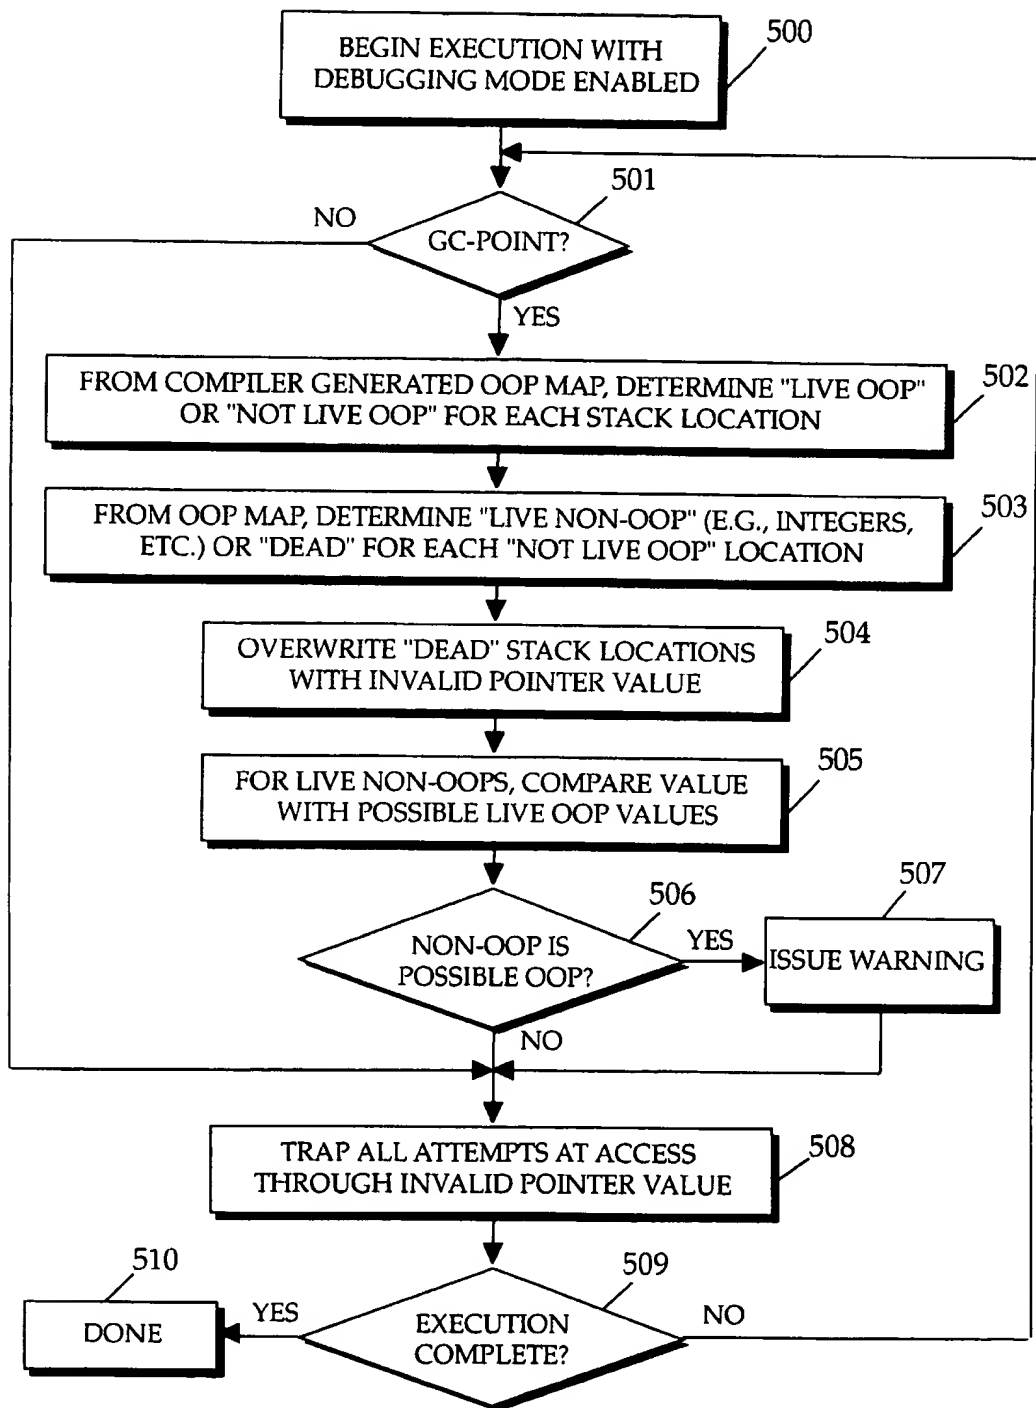 500
BEGIN EXECUTION WITH
DEBUGGING MODE ENABLED
501
NO
GC-POINT?
YES
FROM COMPILER GENERATED OOP MAP, DETERMINE "LIVE OOP"
OR "NOT LIVE OOP" FOR EACH STACK LOCATION
502
FROM OOP MAP, DETERMINE "LIVE NON-OOP" (E.G., INTEGERS,
ETC.) OR "DEAD" FOR EACH "NOT LIVE OOP" LOCATION
503
OVERWRITE "DEAD" STACK LOCATIONS
WITH INVALID POINTER VALUE
504
FOR LIVE NON-OOPS, COMPARE VALUE
WITH POSSIBLE LIVE OOP VALUES
505
506
NON-OOP IS
POSSIBLE OOP?
YES
507
ISSUE WARNING
NO
TRAP ALL ATTEMPTS AT ACCESS
THROUGH INVALID POINTER VALUE
508
509
EXECUTION
COMPLETE?
NO
YES
510
DONE